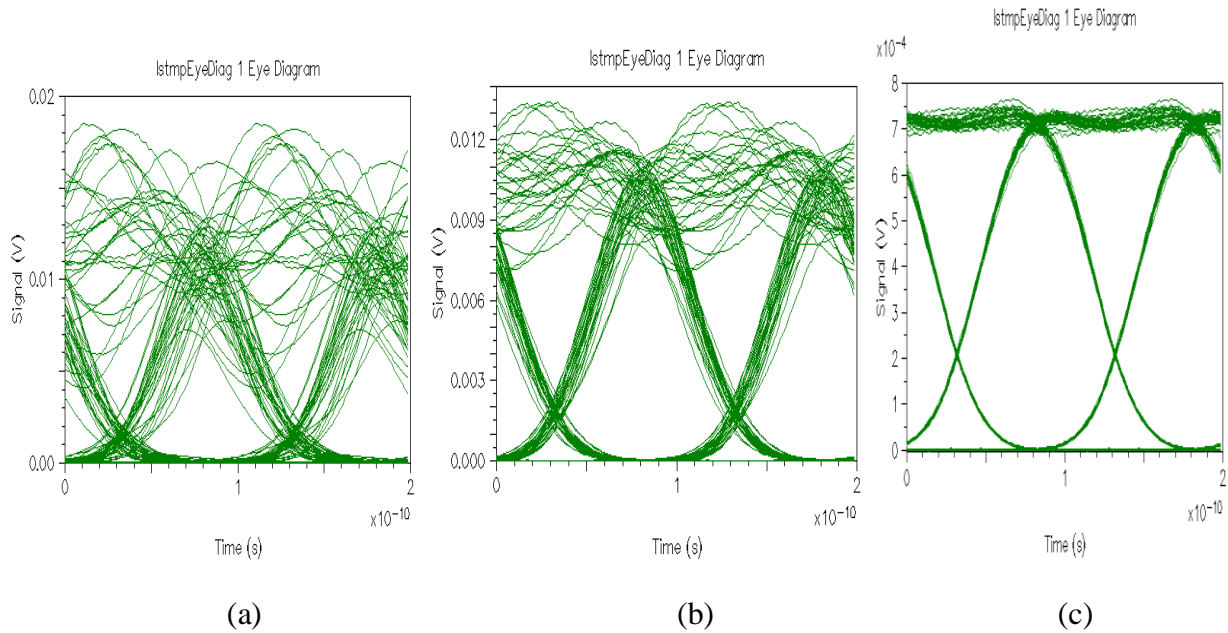 lstmpEyeDiag 1 Eye Diagram
0.02
0.01
0.00
Signal (V)
0
1
2
x10⁻¹⁰
Time (s)
(a)
lstmpEyeDiag 1 Eye Diagram
0.012
0.009
0.006
0.003
0.000
Signal (V)
0
1
2
x10⁻¹⁰
Time (s)
(b)
lstmpEyeDiag 1 Eye Diagram
x10⁻⁴
8
7
6
5
4
3
2
1
0
Signal (V)
0
1
2
x10⁻¹⁰
Time (s)
(c)